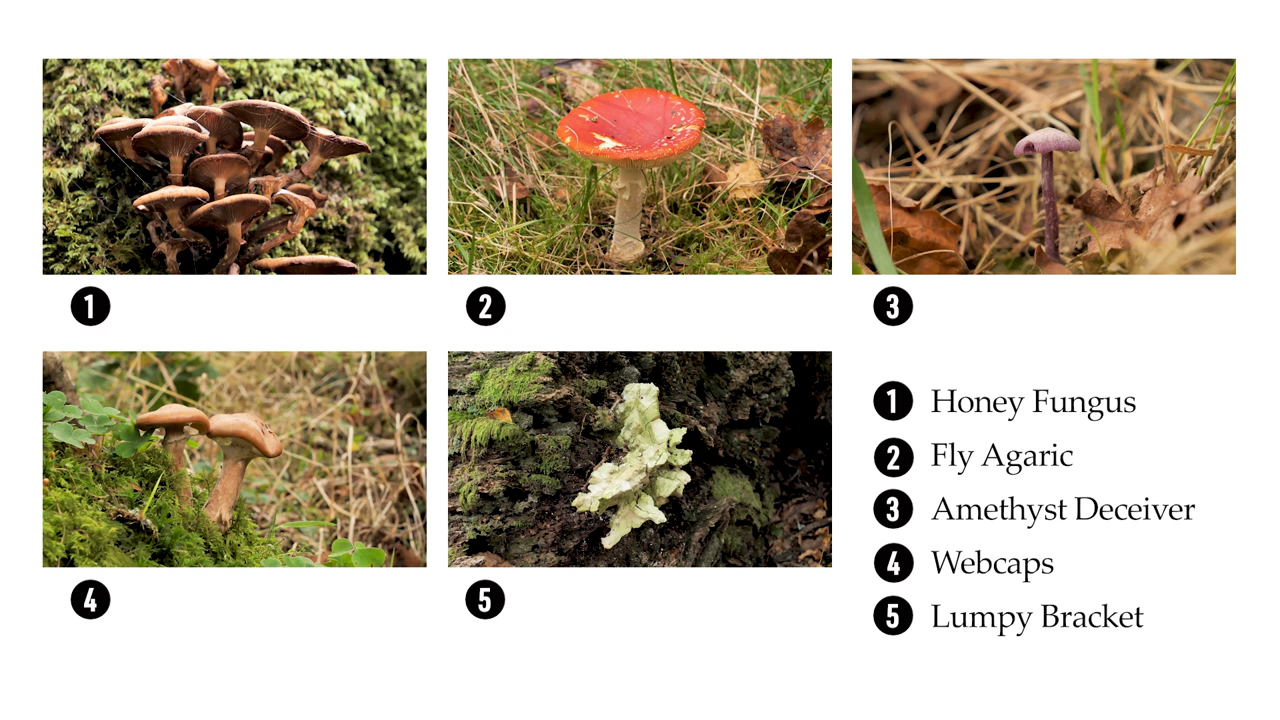 1
2
3
4
5
1 Honey Fungus
2 Fly Agaric
3 Amethyst Deceiver
4 Webcaps
5 Lumpy Bracket